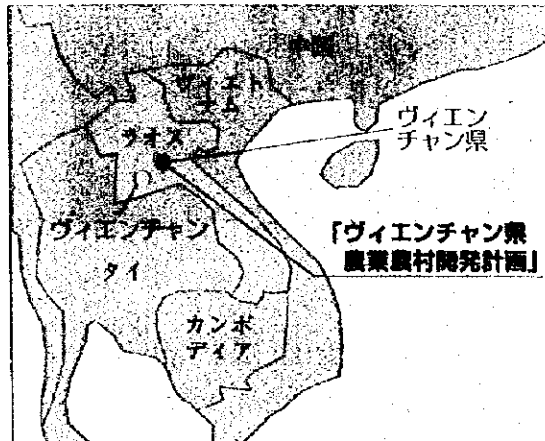 中国
ヴィエト
ナム
ラオス
ヴィエン
チャン県
ヴィエンチャン
「ヴィエンチャン県
農業農村開発計画」
タイ
カンボ
ディア